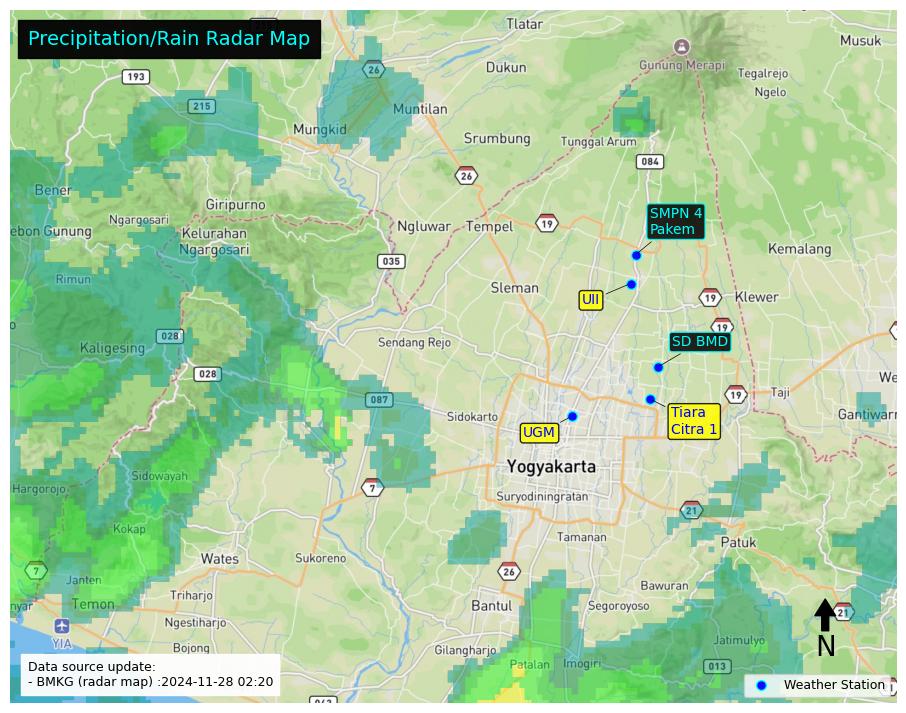 Precipitation/Rain Radar Map
Tlatar
Musuk
26
193
Dukun
Gunung Merapi
Tegalrejo
Ngelo
215
Muntilan
Mungkid
Srumbung
Tunggal Arum
084
26
Bener
Giripurno
Ngargosari
ebon Gunung
Kelurahan
Ngargosari
Ngluwar
Tempel
19
SMPN 4
Pakem
Kemalang
035
Rimun
Sleman
UII
19
Klewer
19
028
Kaligesing
Sendang Rejo
SD BMD
028
087
19
Taji
We
Sidokarto
Tiara
Citra 1
Gantiwarn
UGM
Yogyakarta
Sidowayah
Hargorojo
7
Suryodiningratan
21
Kokap
Tamanan
Patuk
Wates
Sukoreno
7
26
Janten
Bawuran
Temon
Triharjo
Bantul
Segoroyoso
21
nyar
Ngestiharjo
YIA
N
Bojong
Gilangharjo
Jatimulyo
Patalan
Imogiri
013
Data source update:
- BMKG (radar map) :2024-11-28 02:20
Weather Station